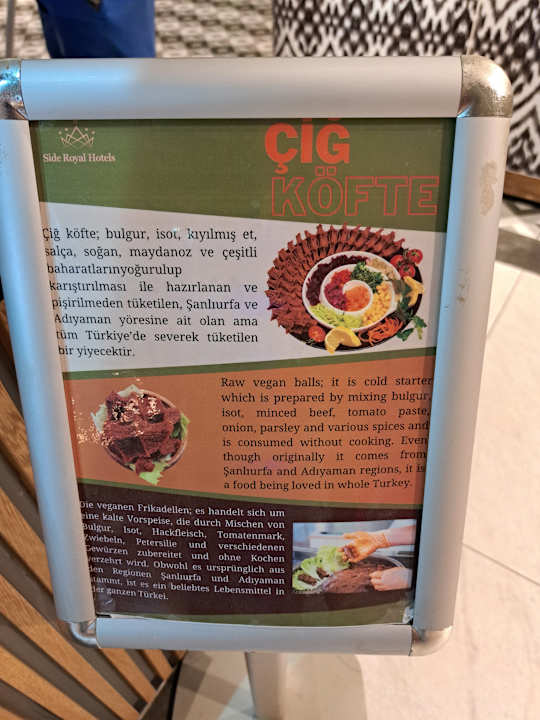 Side Royal Hotels
ÇİĞ
KÖFTE
Çiğ köfte; bulgur, isot, kıyılmış et,
salça, soğan, maydanoz ve çeşitli
baharatlarınyoğurulup
karıştırılması ile hazırlanan ve
pişirilmeden tüketilen, Şanlıurfa ve
Adıyaman yöresine ait olan ama
tüm Türkiye'de severek tüketilen
bir yiyecektir.
Raw vegan balls; it is cold starter
which is prepared by mixing bulgur,
isot, minced beef, tomato paste,
onion, parsley and various spices and
is consumed without cooking. Even
though originally it comes from
Şanlıurfa and Adıyaman regions, it is
a food being loved in whole Turkey.
Die veganen Frikadellen; es handelt sich um
eine kalte Vorspeise, die durch Mischen von
Bulgur, Isot, Hackfleisch, Tomatenmark,
Zwiebeln, Petersilie und verschiedenen
Gewürzen zubereitet und ohne Kochen
verzehrt wird. Obwohl es ursprünglich aus
den Regionen Şanlıurfa und Adıyaman
stammt, ist es ein beliebtes Lebensmittel in
der ganzen Türkei.